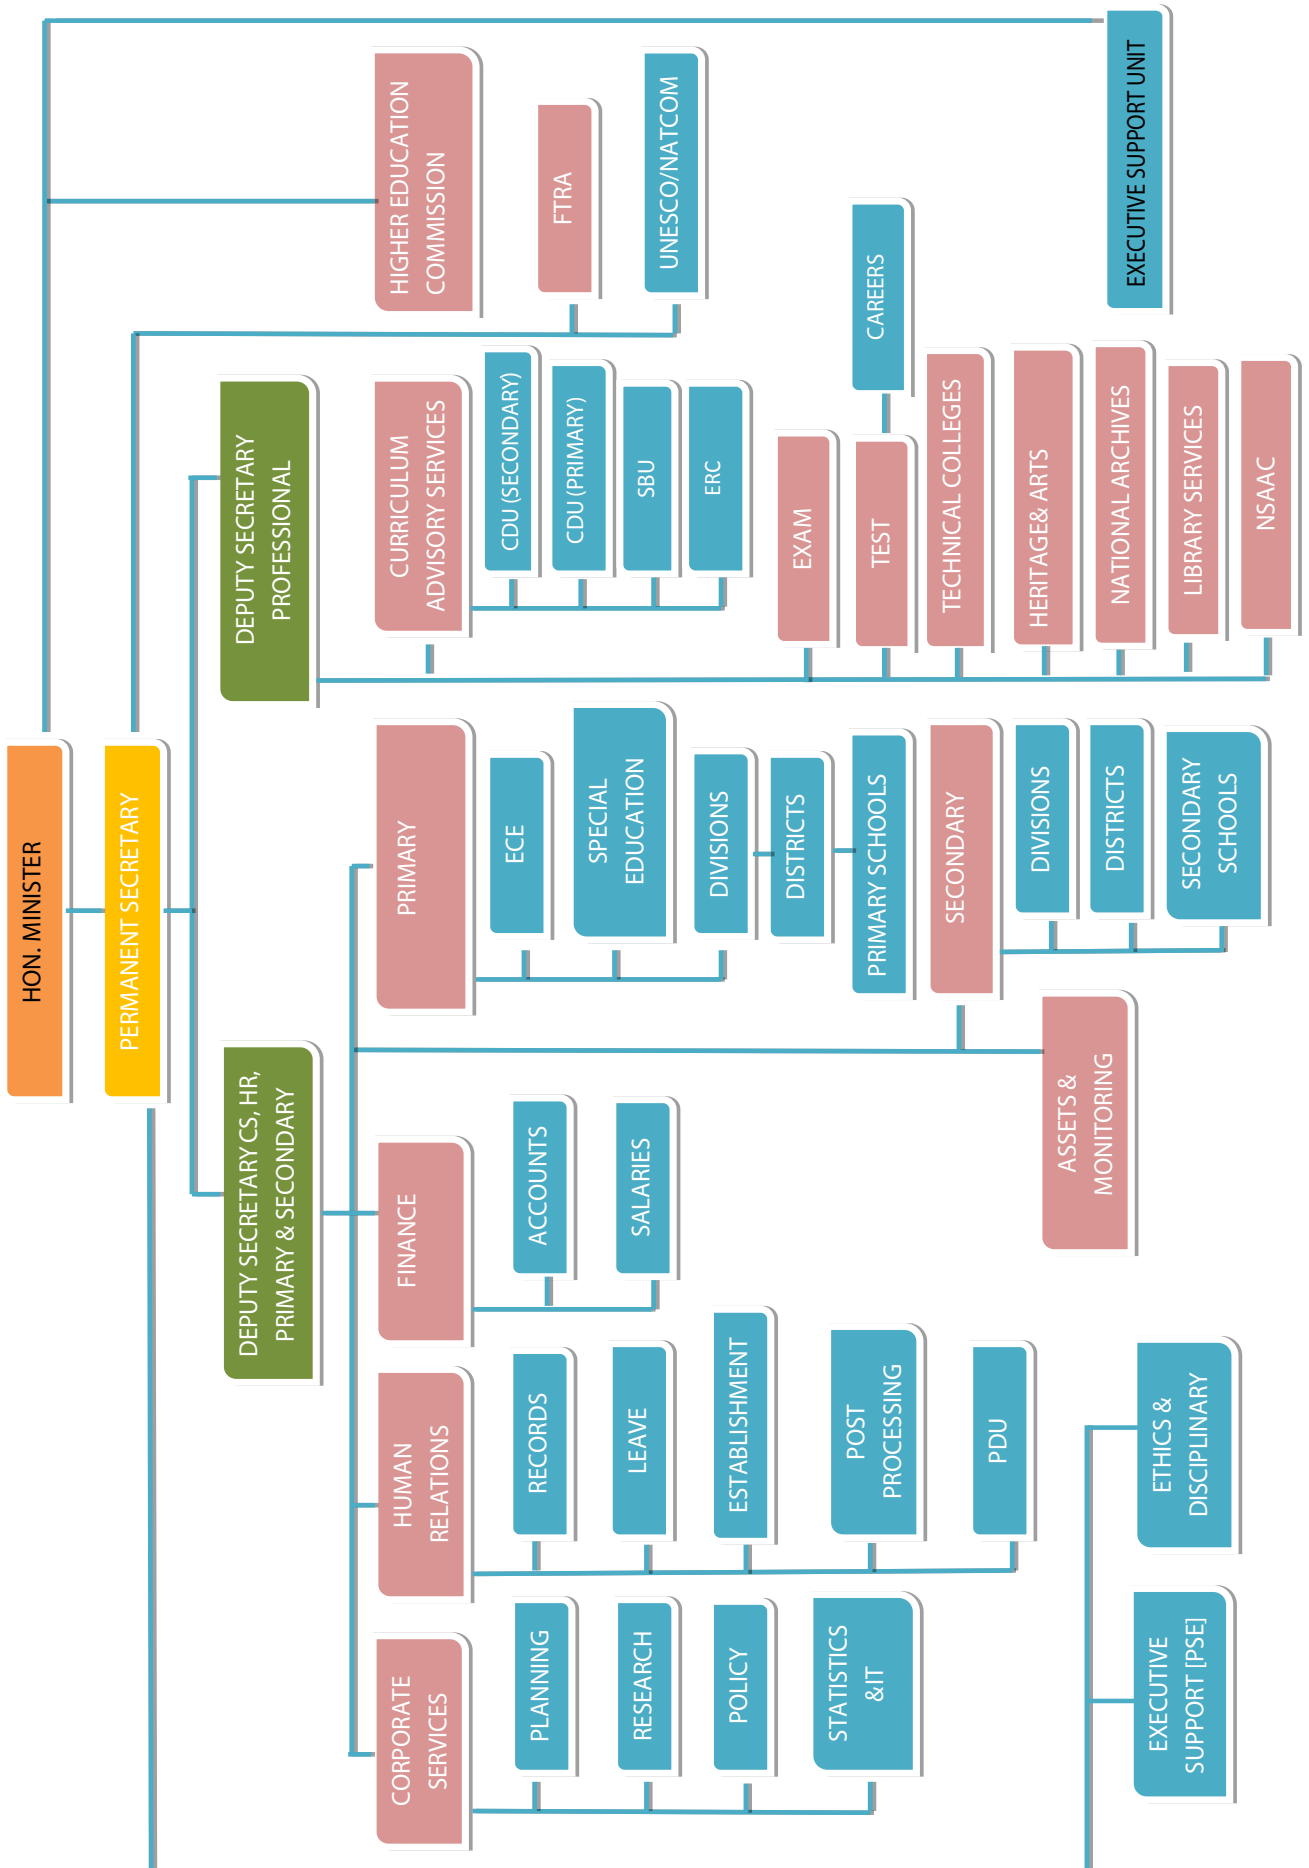 HON. MINISTER
PERMANENT SECRETARY
DEPUTY SECRETARY CS, HR,
PRIMARY & SECONDARY
DEPUTY SECRETARY
PROFESSIONAL
CORPORATE
SERVICES
PLANNING
RESEARCH
POLICY
STATISTICS
&IT
HUMAN
RELATIONS
RECORDS
LEAVE
ESTABLISHMENT
POST
PROCESSING
PDU
FINANCE
ACCOUNTS
SALARIES
PRIMARY
ECE
SPECIAL
EDUCATION
DIVISIONS
DISTRICTS
PRIMARY SCHOOLS
SECONDARY
DIVISIONS
DISTRICTS
SECONDARY
SCHOOLS
ASSETS &
MONITORING
CURRICULUM
ADVISORY SERVICES
CDU (SECONDARY)
CDU (PRIMARY)
SBU
ERC
EXAM
TEST
CAREERS
TECHNICAL COLLEGES
HERITAGE& ARTS
NATIONAL ARCHIVES
LIBRARY SERVICES
NSAAC
HIGHER EDUCATION
COMMISSION
FTRA
UNESCO/NATCOM
EXECUTIVE SUPPORT UNIT
EXECUTIVE
SUPPORT [PSE]
ETHICS &
DISCIPLINARY